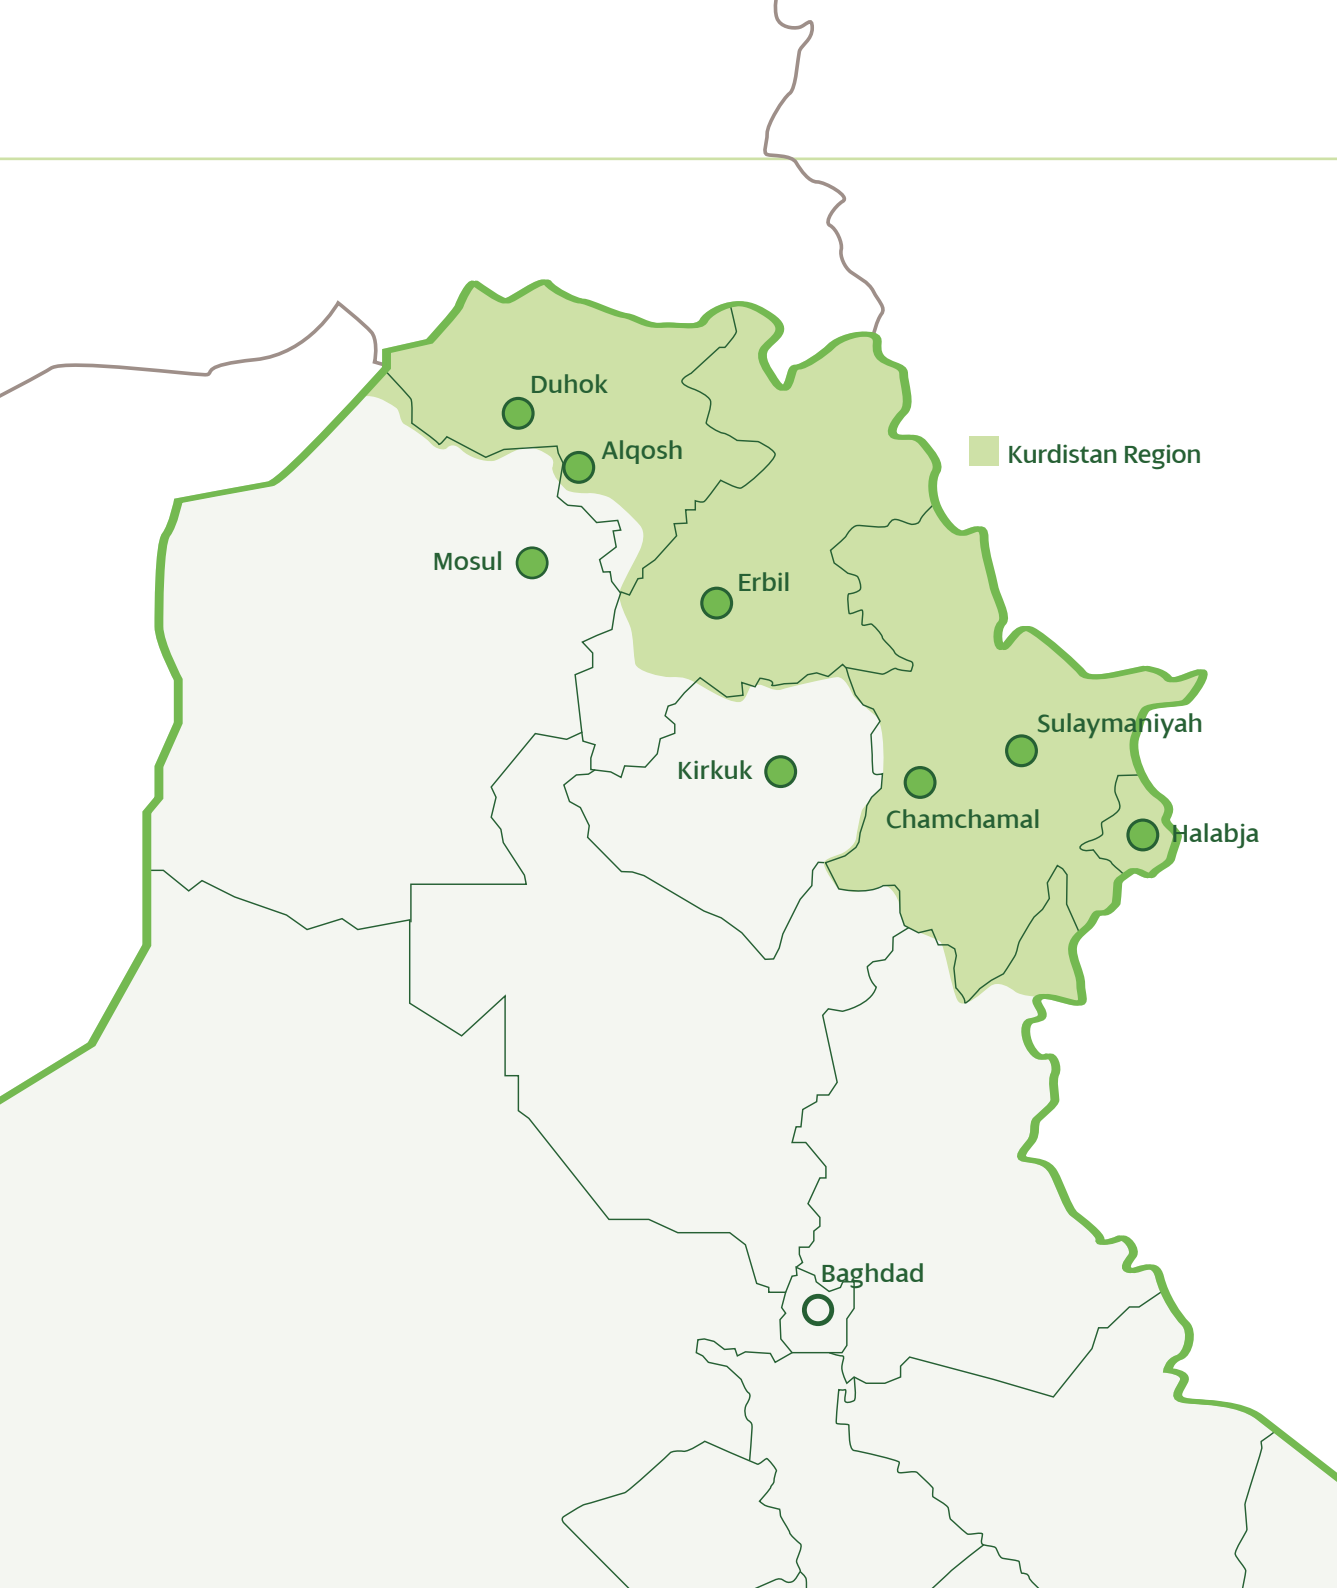 Duhok
Alqosh
Kurdistan Region
Mosul
Erbil
Sulaymaniyah
Kirkuk
Chamchamal
Halabja
Baghdad